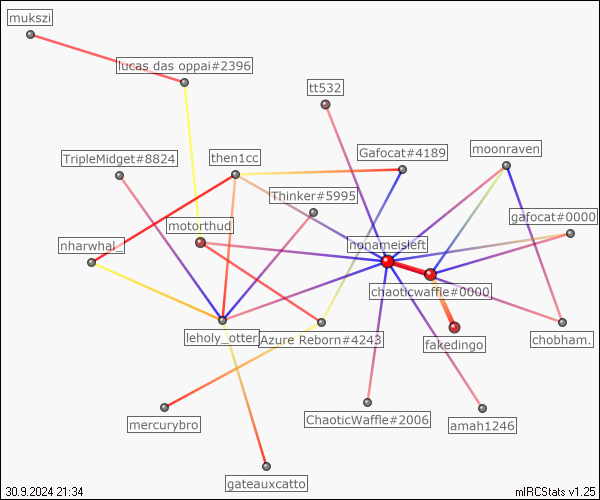 mukszi
lucas das oppai#2396
tt532
Gafocat#4189
moonraven
TripleMidget#8824
then1cc
Thinker#5995
gafocat#0000
motorthud
nonameisleft
nharwhal_
chaoticwaffle#0000
leholy_otter
Azure Reborn#4243
fakedingo
chobham.
mercurybro
ChaoticWaffle#2006
amah1246
gateauxcatto
30.9.2024 21:34
mIRCStats v1.25